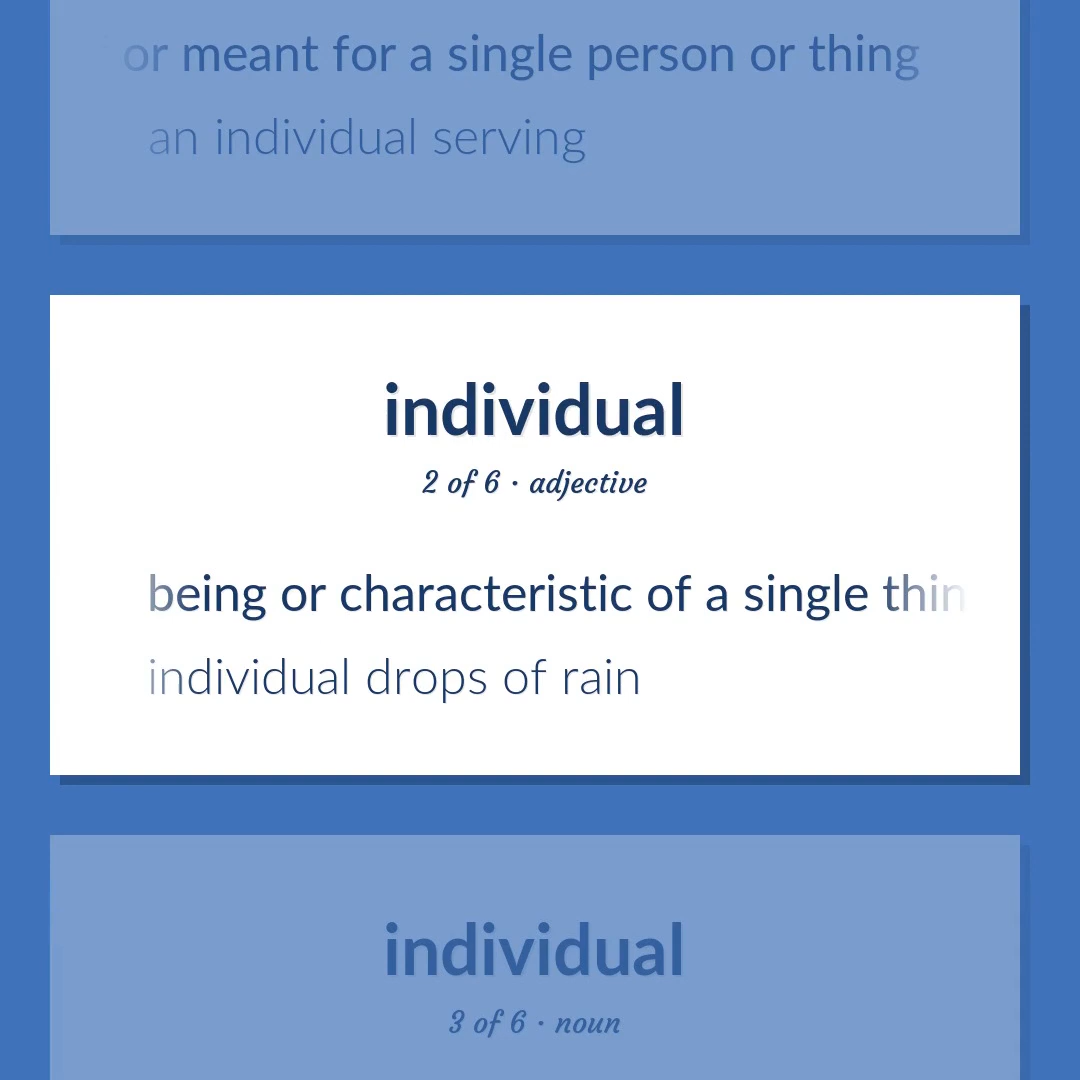 or meant for a single person or thing
an individual serving
individual
2 of 6 · adjective
being or characteristic of a single thin
individual drops of rain
individual
3 of 6 · noun